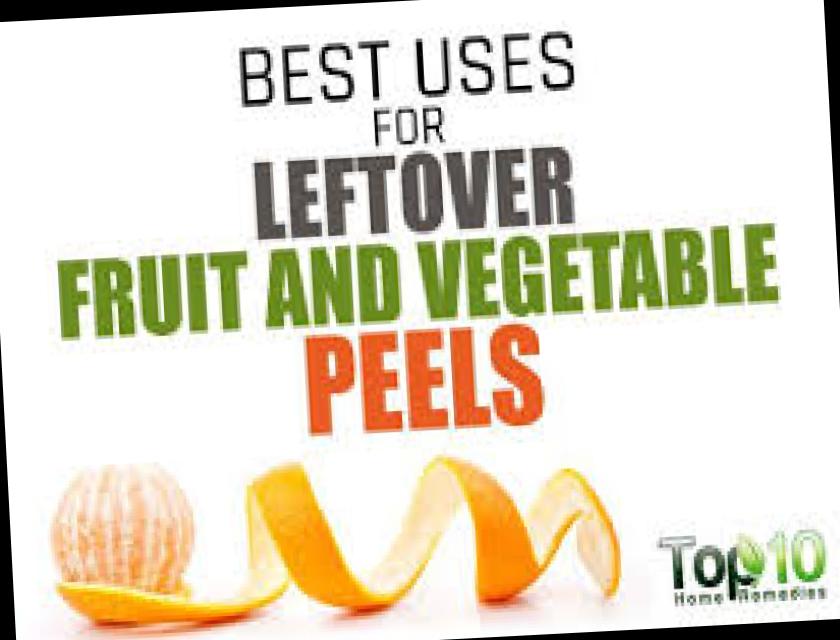 BEST USES
FOR
LEFTOVER
FRUIT AND VEGETABLE
PEELS
Top10
Home Remedies